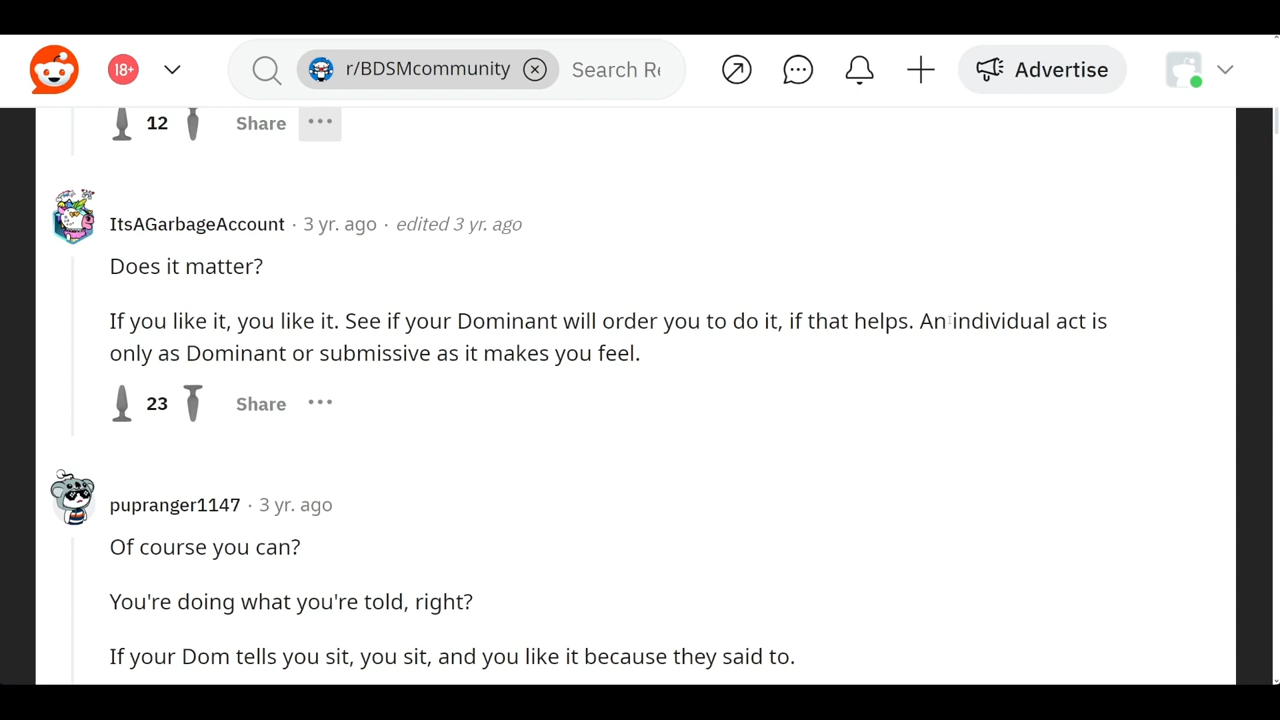 18+ r/BDSMcommunity Search Re Advertise
12 Share ...
ItsAGarbageAccount · 3 yr. ago · edited 3 yr. ago
Does it matter?
If you like it, you like it. See if your Dominant will order you to do it, if that helps. An individual act is
only as Dominant or submissive as it makes you feel.
23 Share ...
pupranger1147 · 3 yr. ago
Of course you can?
You're doing what you're told, right?
If your Dom tells you sit, you sit, and you like it because they said to.